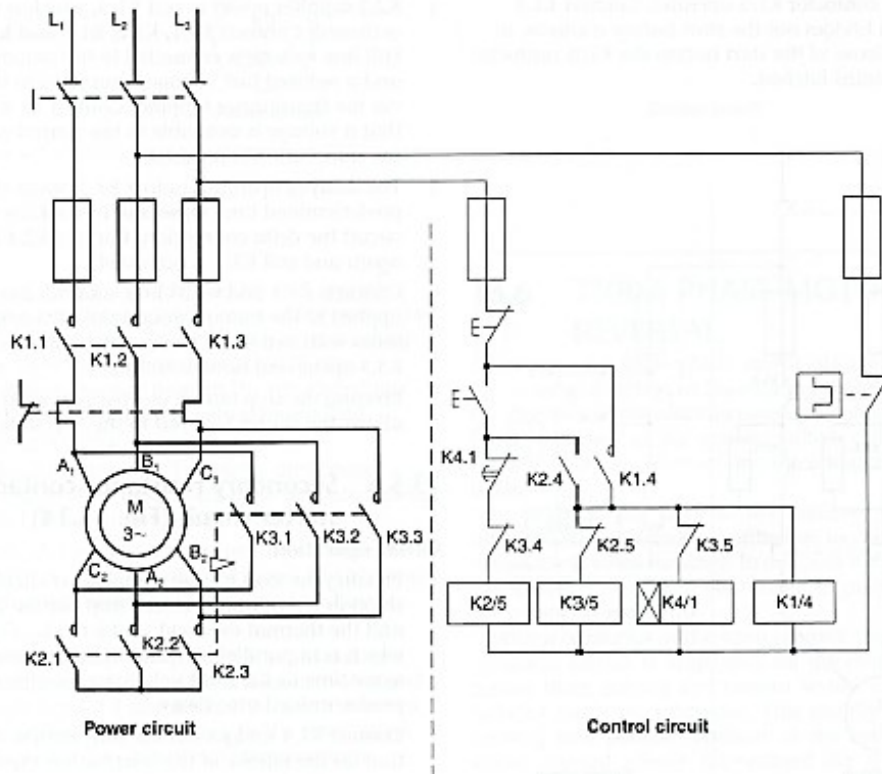 L₁ L₂ L₃
K1.1 K1.2 K1.3
E
E
K4.1 K2.4 K1.4
A₁ B₁ C₁
M
3~
K3.1 K3.2 K3.3
K3.4 K2.5 K3.5
C₂ A₂ B₂
K2/5 K3/5 K4/1 K1/4
K2.1 K2.2
K2.3
Power circuit Control circuit